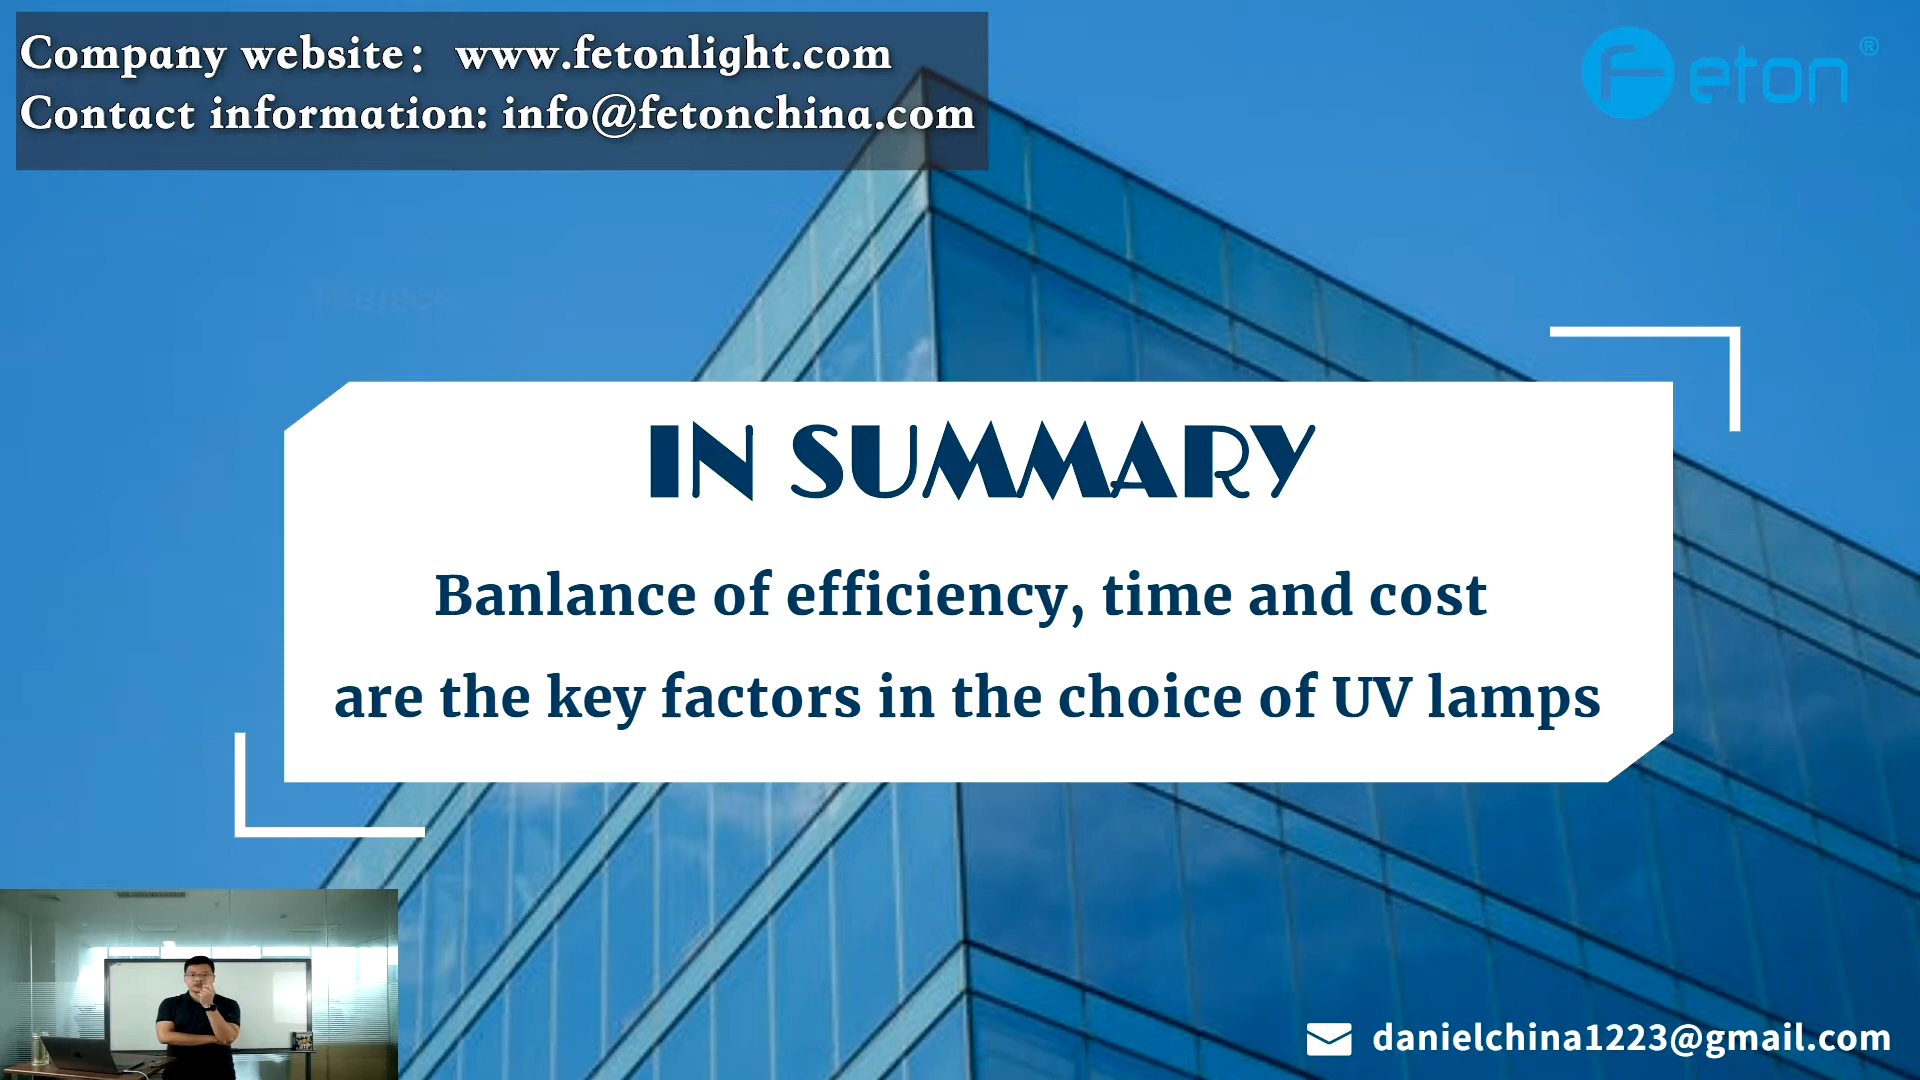 Company website：www.fetonlight.com
Contact information: info@fetonchina.com
Feton®
IN SUMMARY
Banlance of efficiency, time and cost
are the key factors in the choice of UV lamps
danielchina1223@gmail.com